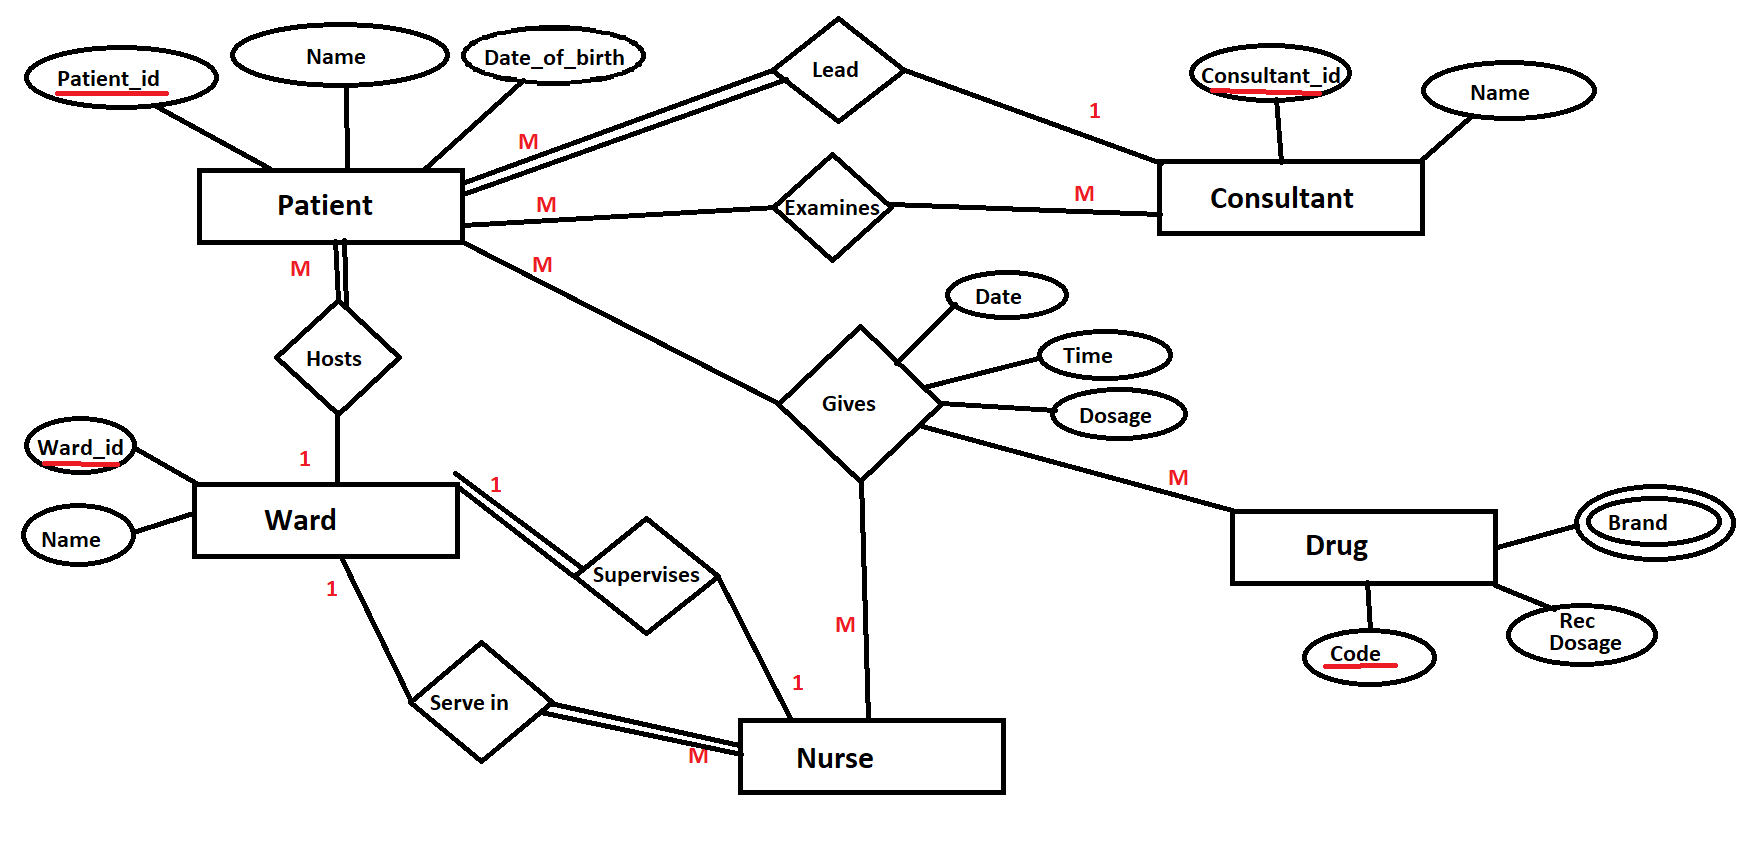 Patient_id
Name
Date_of_birth
Lead
Consultant_id
Name
1
M
Patient
M
Examines
M
Consultant
M
M
Date
Hosts
Time
Gives
Dosage
Ward_id
1
1
M
Name
Ward
Supervises
Drug
Brand
1
M
Rec
Dosage
Code
1
Serve in
M
Nurse